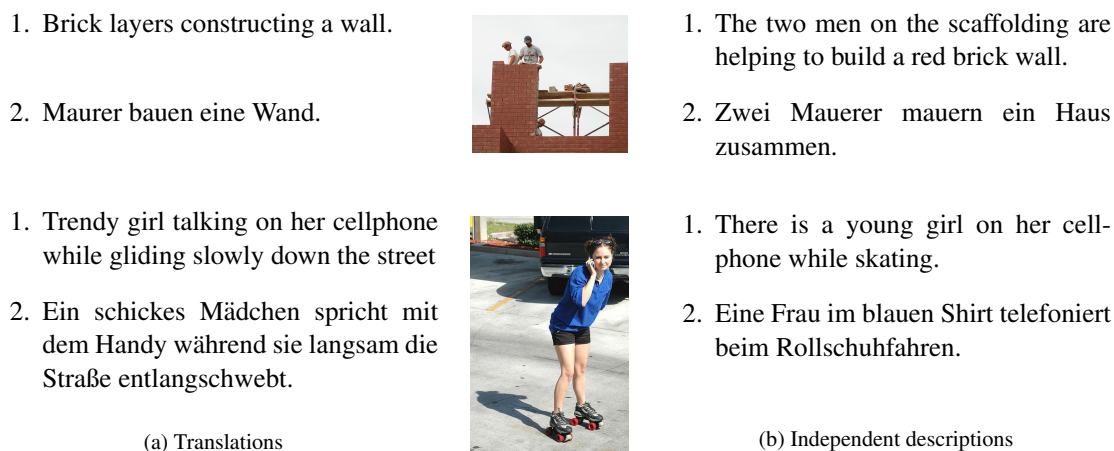 1. Brick layers constructing a wall.
2. Maurer bauen eine Wand.
1. The two men on the scaffolding are
helping to build a red brick wall.
2. Zwei Mauerer mauern ein Haus
zusammen.
1. Trendy girl talking on her cellphone
while gliding slowly down the street
2. Ein schickes Mädchen spricht mit
dem Handy während sie langsam die
Straße entlangschwebt.
1. There is a young girl on her cell-
phone while skating.
2. Eine Frau im blauen Shirt telefoniert
beim Rollschuhfahren.
(a) Translations
(b) Independent descriptions